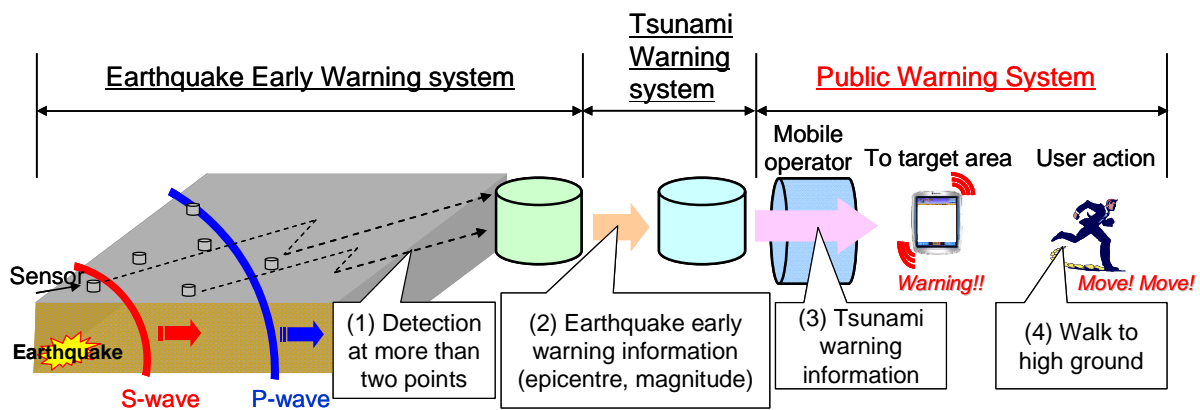 Earthquake Early Warning system
Tsunami
Warning
system
Public Warning System
Mobile
operator
To target area
User action
Sensor
Earthquake
S-wave
P-wave
Warning!!
Move! Move!
(1) Detection
at more than
two points
(2) Earthquake early
warning information
(epicentre, magnitude)
(3) Tsunami
warning
information
(4) Walk to
high ground